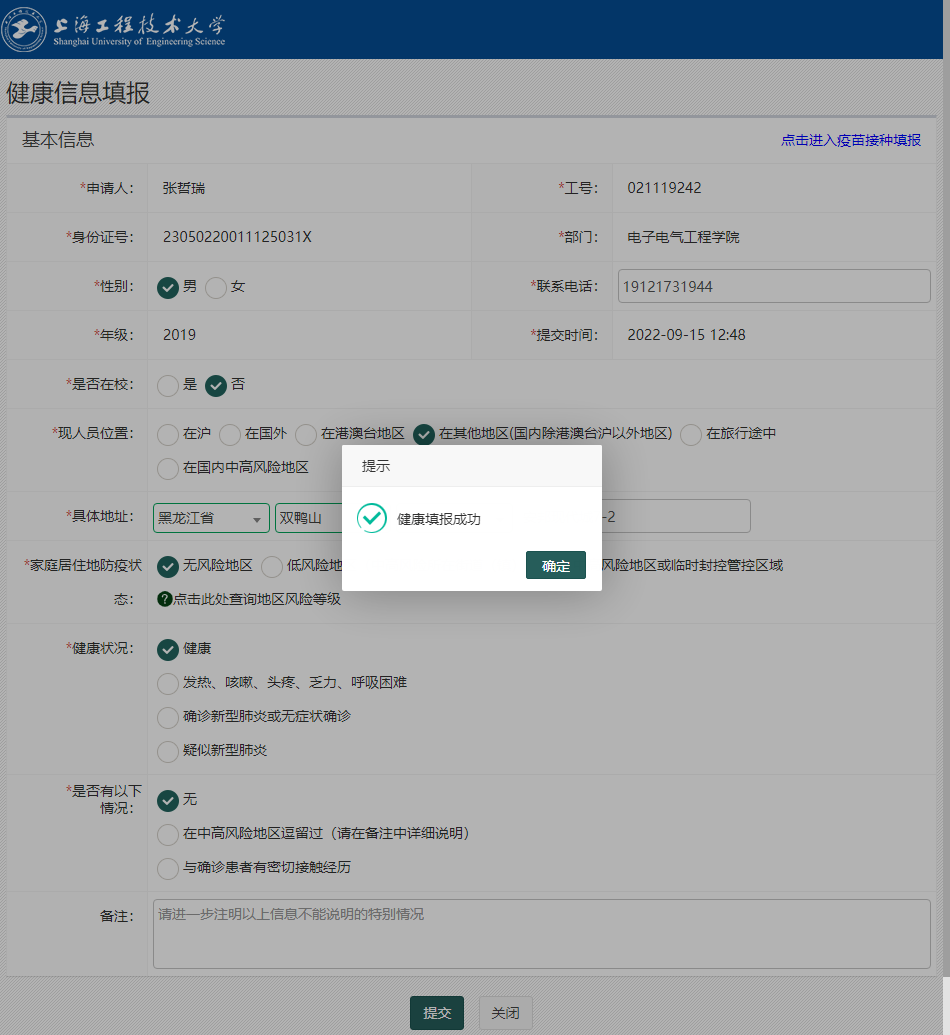 上海工程技术大学
Shanghai University of Engineering Science
健康信息填报
基本信息 点击进入疫苗接种填报
*申请人： 张哲瑞 *工号： 021119242
*身份证号： 23050220011125031X *部门： 电子电气工程学院
*性别： 男 女 *联系电话： 19121731944
*年级： 2019 *提交时间： 2022-09-15 12:48
*是否在校： 是 否
*现人员位置： 在沪 在国外 在港澳台地区 在其他地区(国内除港澳台沪以外地区) 在旅行途中
在国内中高风险地区
提示
*具体地址： 黑龙江省 双鸭山 -2
健康填报成功
*家庭居住地防疫状 无风险地区 低风险地 风险地区或临时封控管控区域
确定
态： ?点击此处查询地区风险等级
*健康状况： 健康
发热、咳嗽、头疼、乏力、呼吸困难
确诊新型肺炎或无症状确诊
疑似新型肺炎
*是否有以下
情况： 无
在中高风险地区逗留过（请在备注中详细说明）
与确诊患者有密切接触经历
备注： 请进一步注明以上信息不能说明的特别情况
提交 关闭